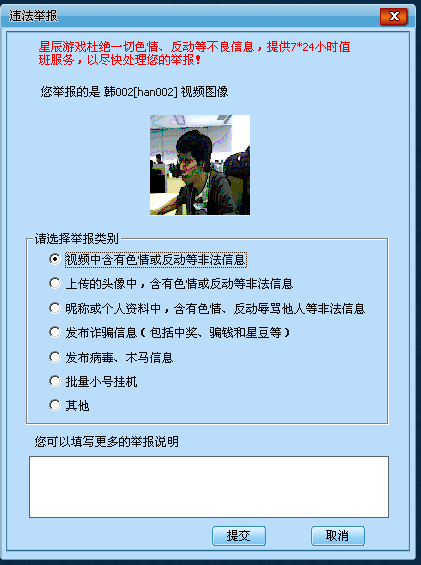 违法举报
星辰游戏杜绝一切色情、反动等不良信息，提供7*24小时值
班服务，以尽快处理您的举报！
您举报的是 韩002[han002] 视频图像
请选择举报类别
视频中含有色情或反动等非法信息
上传的头像中，含有色情或反动等非法信息
昵称或个人资料中，含有色情、反动辱骂他人等非法信息
发布诈骗信息（包括中奖、骗钱和星豆等）
发布病毒、木马信息
批量小号挂机
其他
您可以填写更多的举报说明
提交 取消